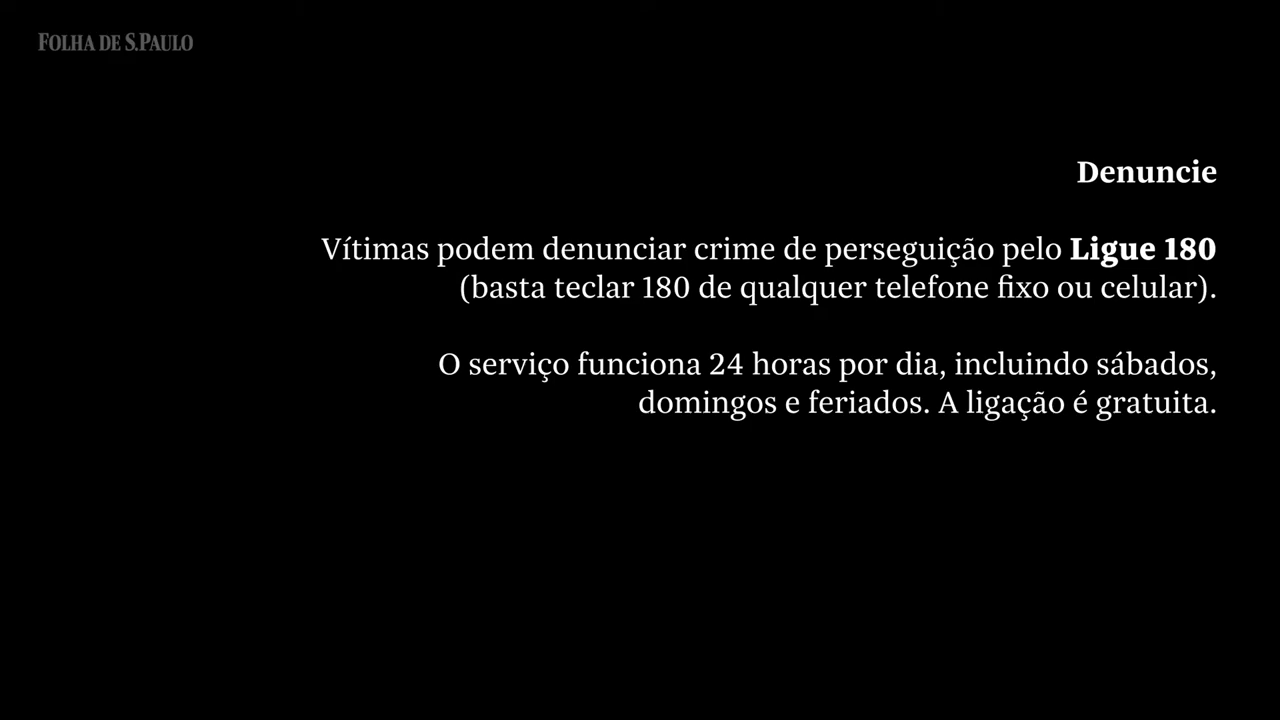 FOLHA DE S.PAULO
Denuncie
Vítimas podem denunciar crime de perseguição pelo Ligue 180
(basta teclar 180 de qualquer telefone fixo ou celular).
O serviço funciona 24 horas por dia, incluindo sábados,
domingos e feriados. A ligação é gratuita.